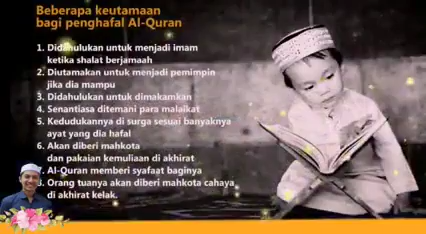 Beberapa keutamaan
bagi penghafal Al-Quran
1. Didahulukan untuk menjadi imam
ketika shalat berjamaah
2. Diutamakan untuk menjadi pemimpin
jika dia mampu
3. Didahulukan untuk dimakamkan
4. Senantiasa ditemani para malaikat
5. Kedudukannya di surga sesuai banyaknya
ayat yang dia hafal
6. Akan diberi mahkota
dan pakaian kemuliaan di akhirat
. Al-Quran memberi syafaat baginya
. Orang tuanya akan diberi mahkota cahaya
di akhirat kelak.